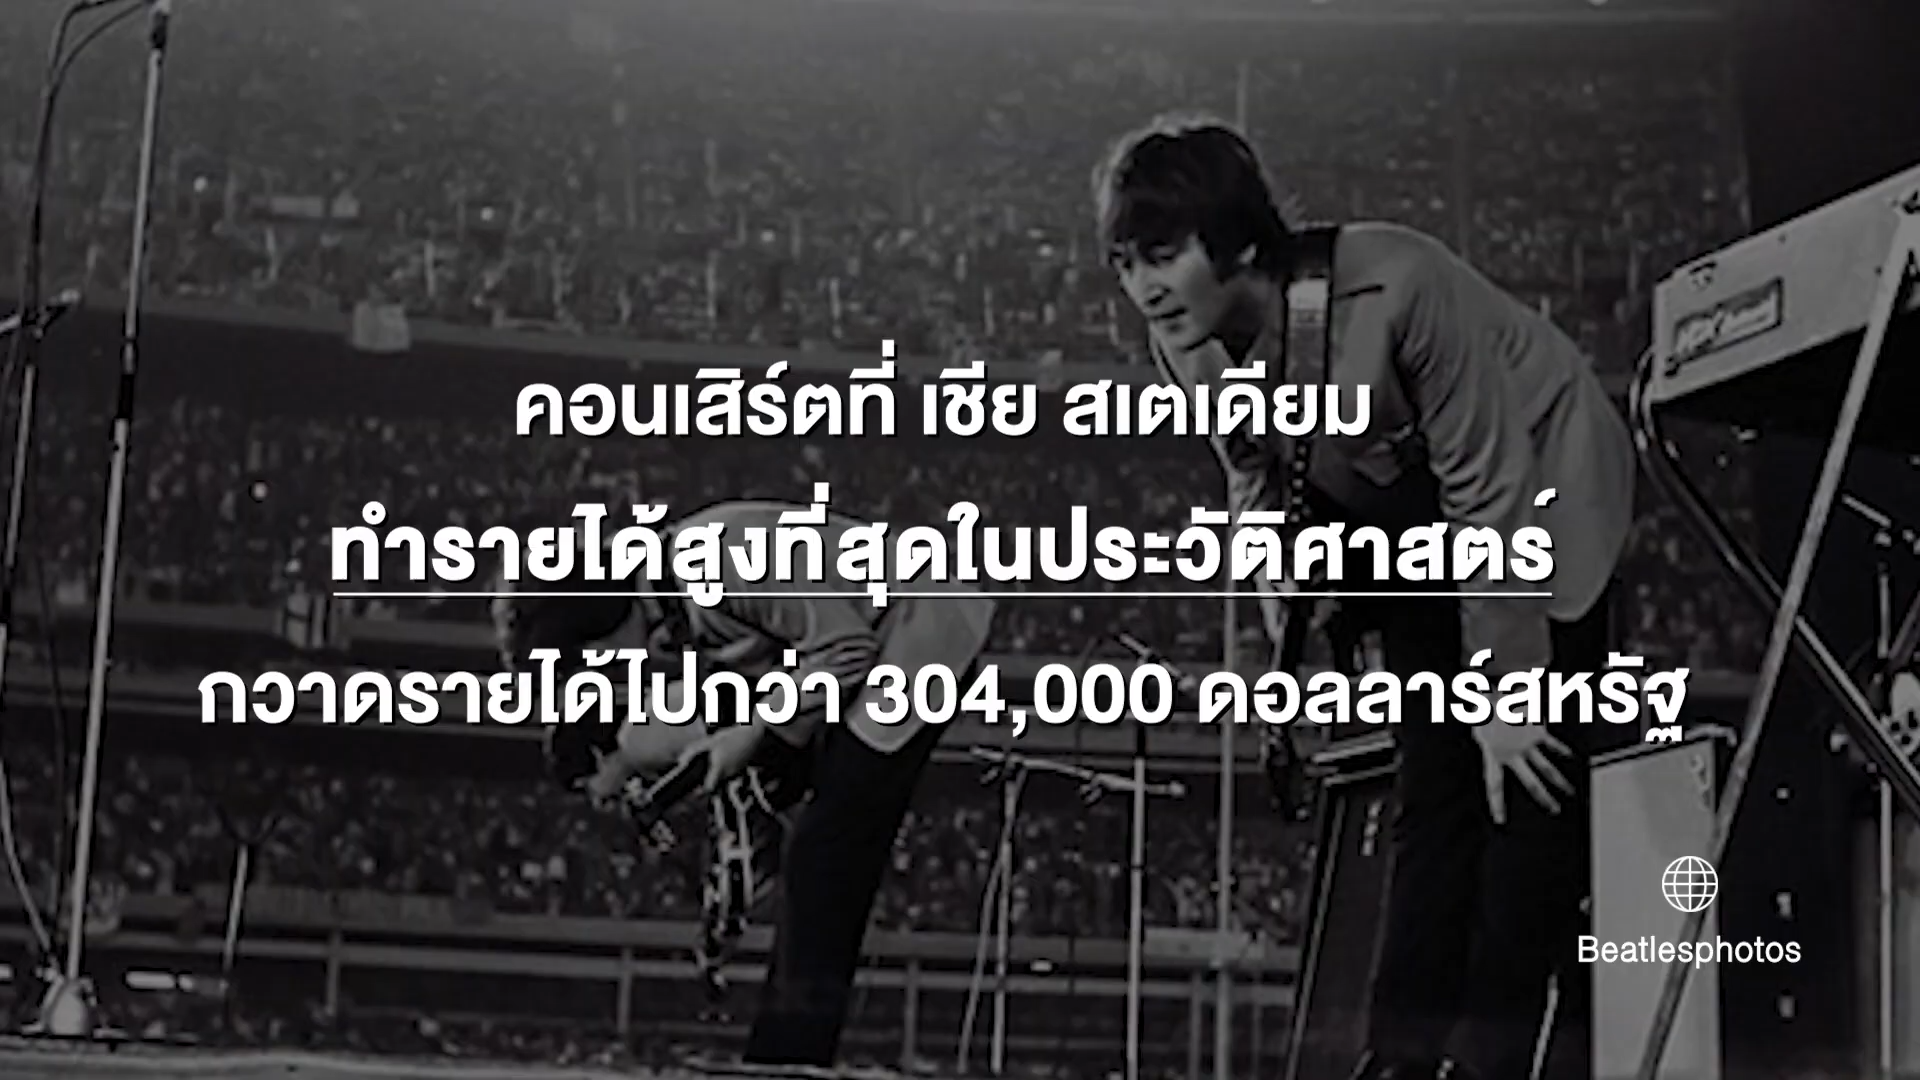 คอนเสิร์ตที่ เชีย สเตเดียม
ทำรายได้สูงที่สุดในประวัติศาสตร์
กวาดรายได้ไปกว่า 304,000 ดอลลาร์สหรัฐ
Beatlesphotos